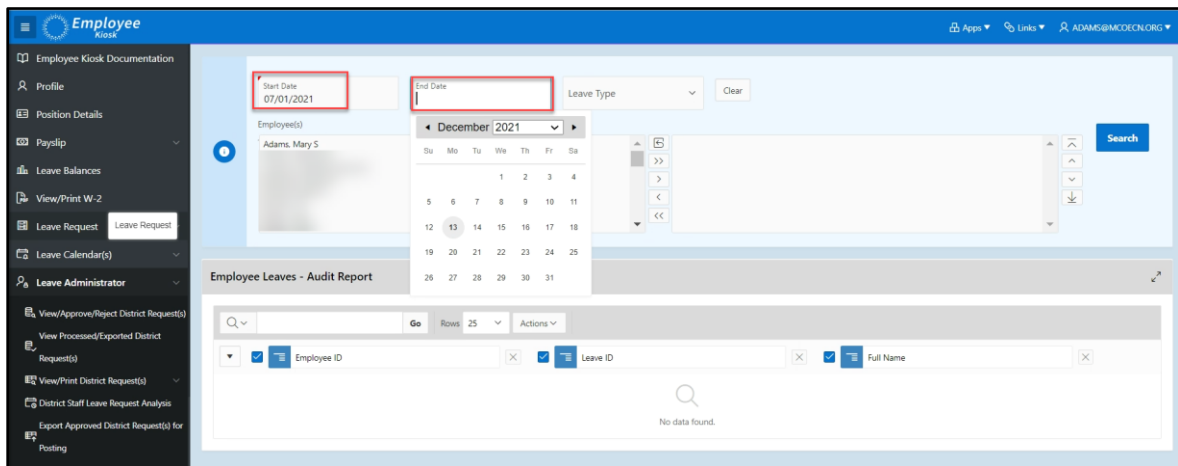 Employee
Kiosk
Apps
Links
ADAMS@MCOECN.ORG
Employee Kiosk Documentation
Profile
Position Details
Payslip
Leave Balances
View/Print W-2
Leave Request
Leave Request
Leave Calendar(s)
Leave Administrator
View/Approve/Reject District Request(s)
View Processed/Exported District
Request(s)
View/Print District Request(s)
District Staff Leave Request Analysis
Export Approved District Request(s) for
Posting
Start Date
07/01/2021
End Date
Leave Type
Clear
Employee(s)
Adams, Mary S
December 2021
Su Mo Tu We Th Fr Sa
1 2 3 4
5 6 7 8 9 10 11
12 13 14 15 16 17 18
19 20 21 22 23 24 25
26 27 28 29 30 31
>>
>
<
<<
Search
Employee Leaves - Audit Report
Go
Rows 25
Actions
Employee ID
Leave ID
Full Name
No data found.